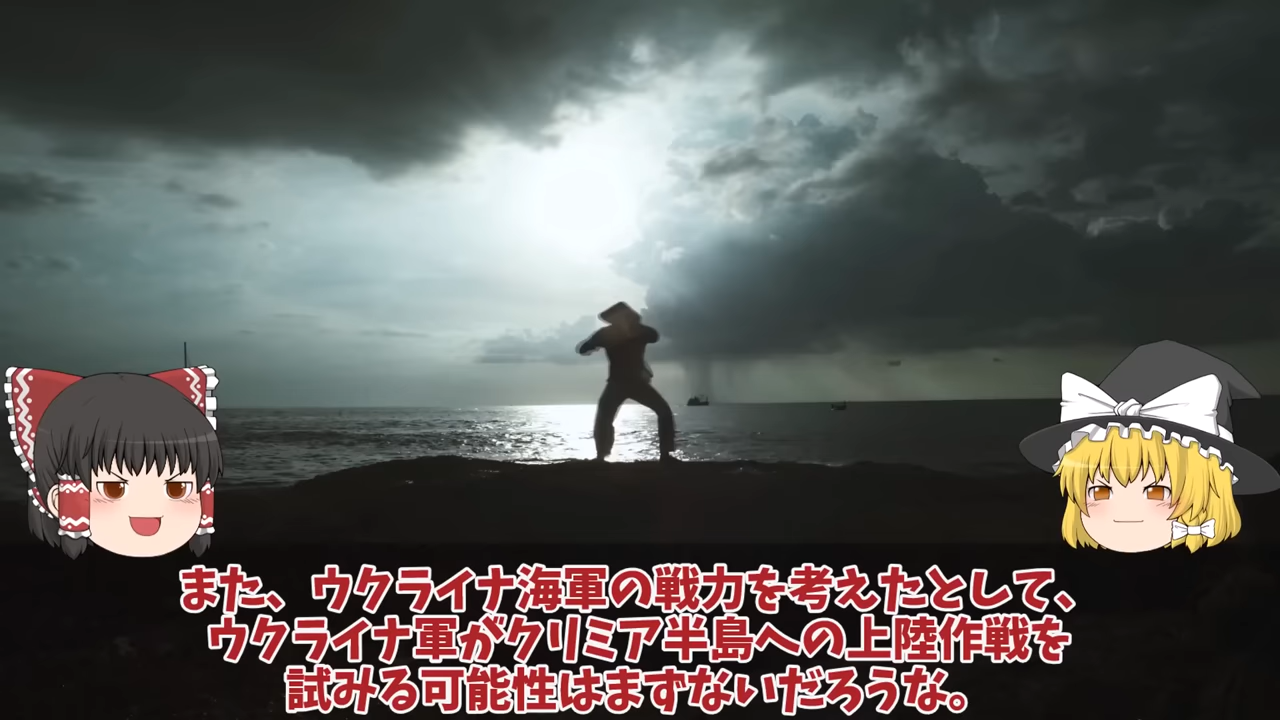 また、ウクライナ海軍の戦力を考えたとして、
ウクライナ軍がクリミア半島への上陸作戦を
試みる可能性はまずないだろうな。